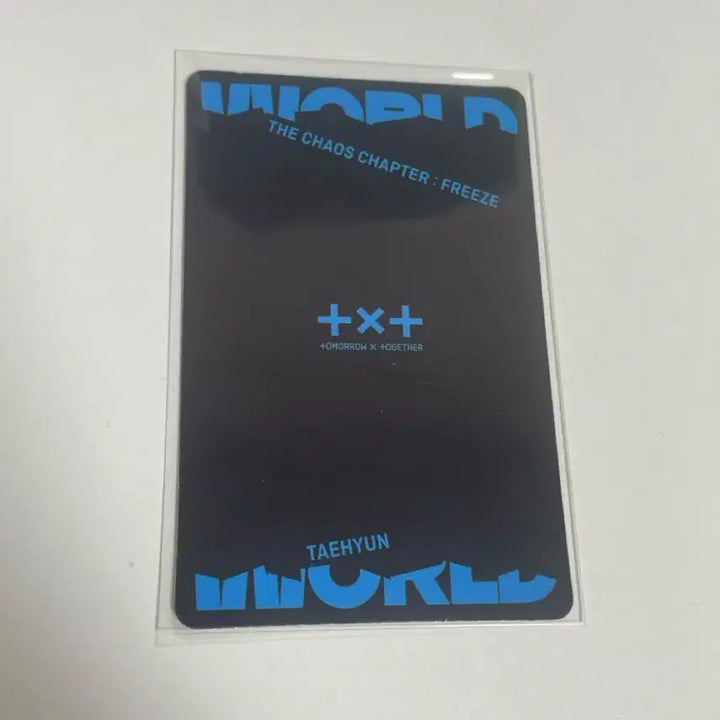 WORLD
THE CHAOS CHAPTER : FREEZE
+×+
+OMORROW × +OGETHER
TAEHYUN
WORLD